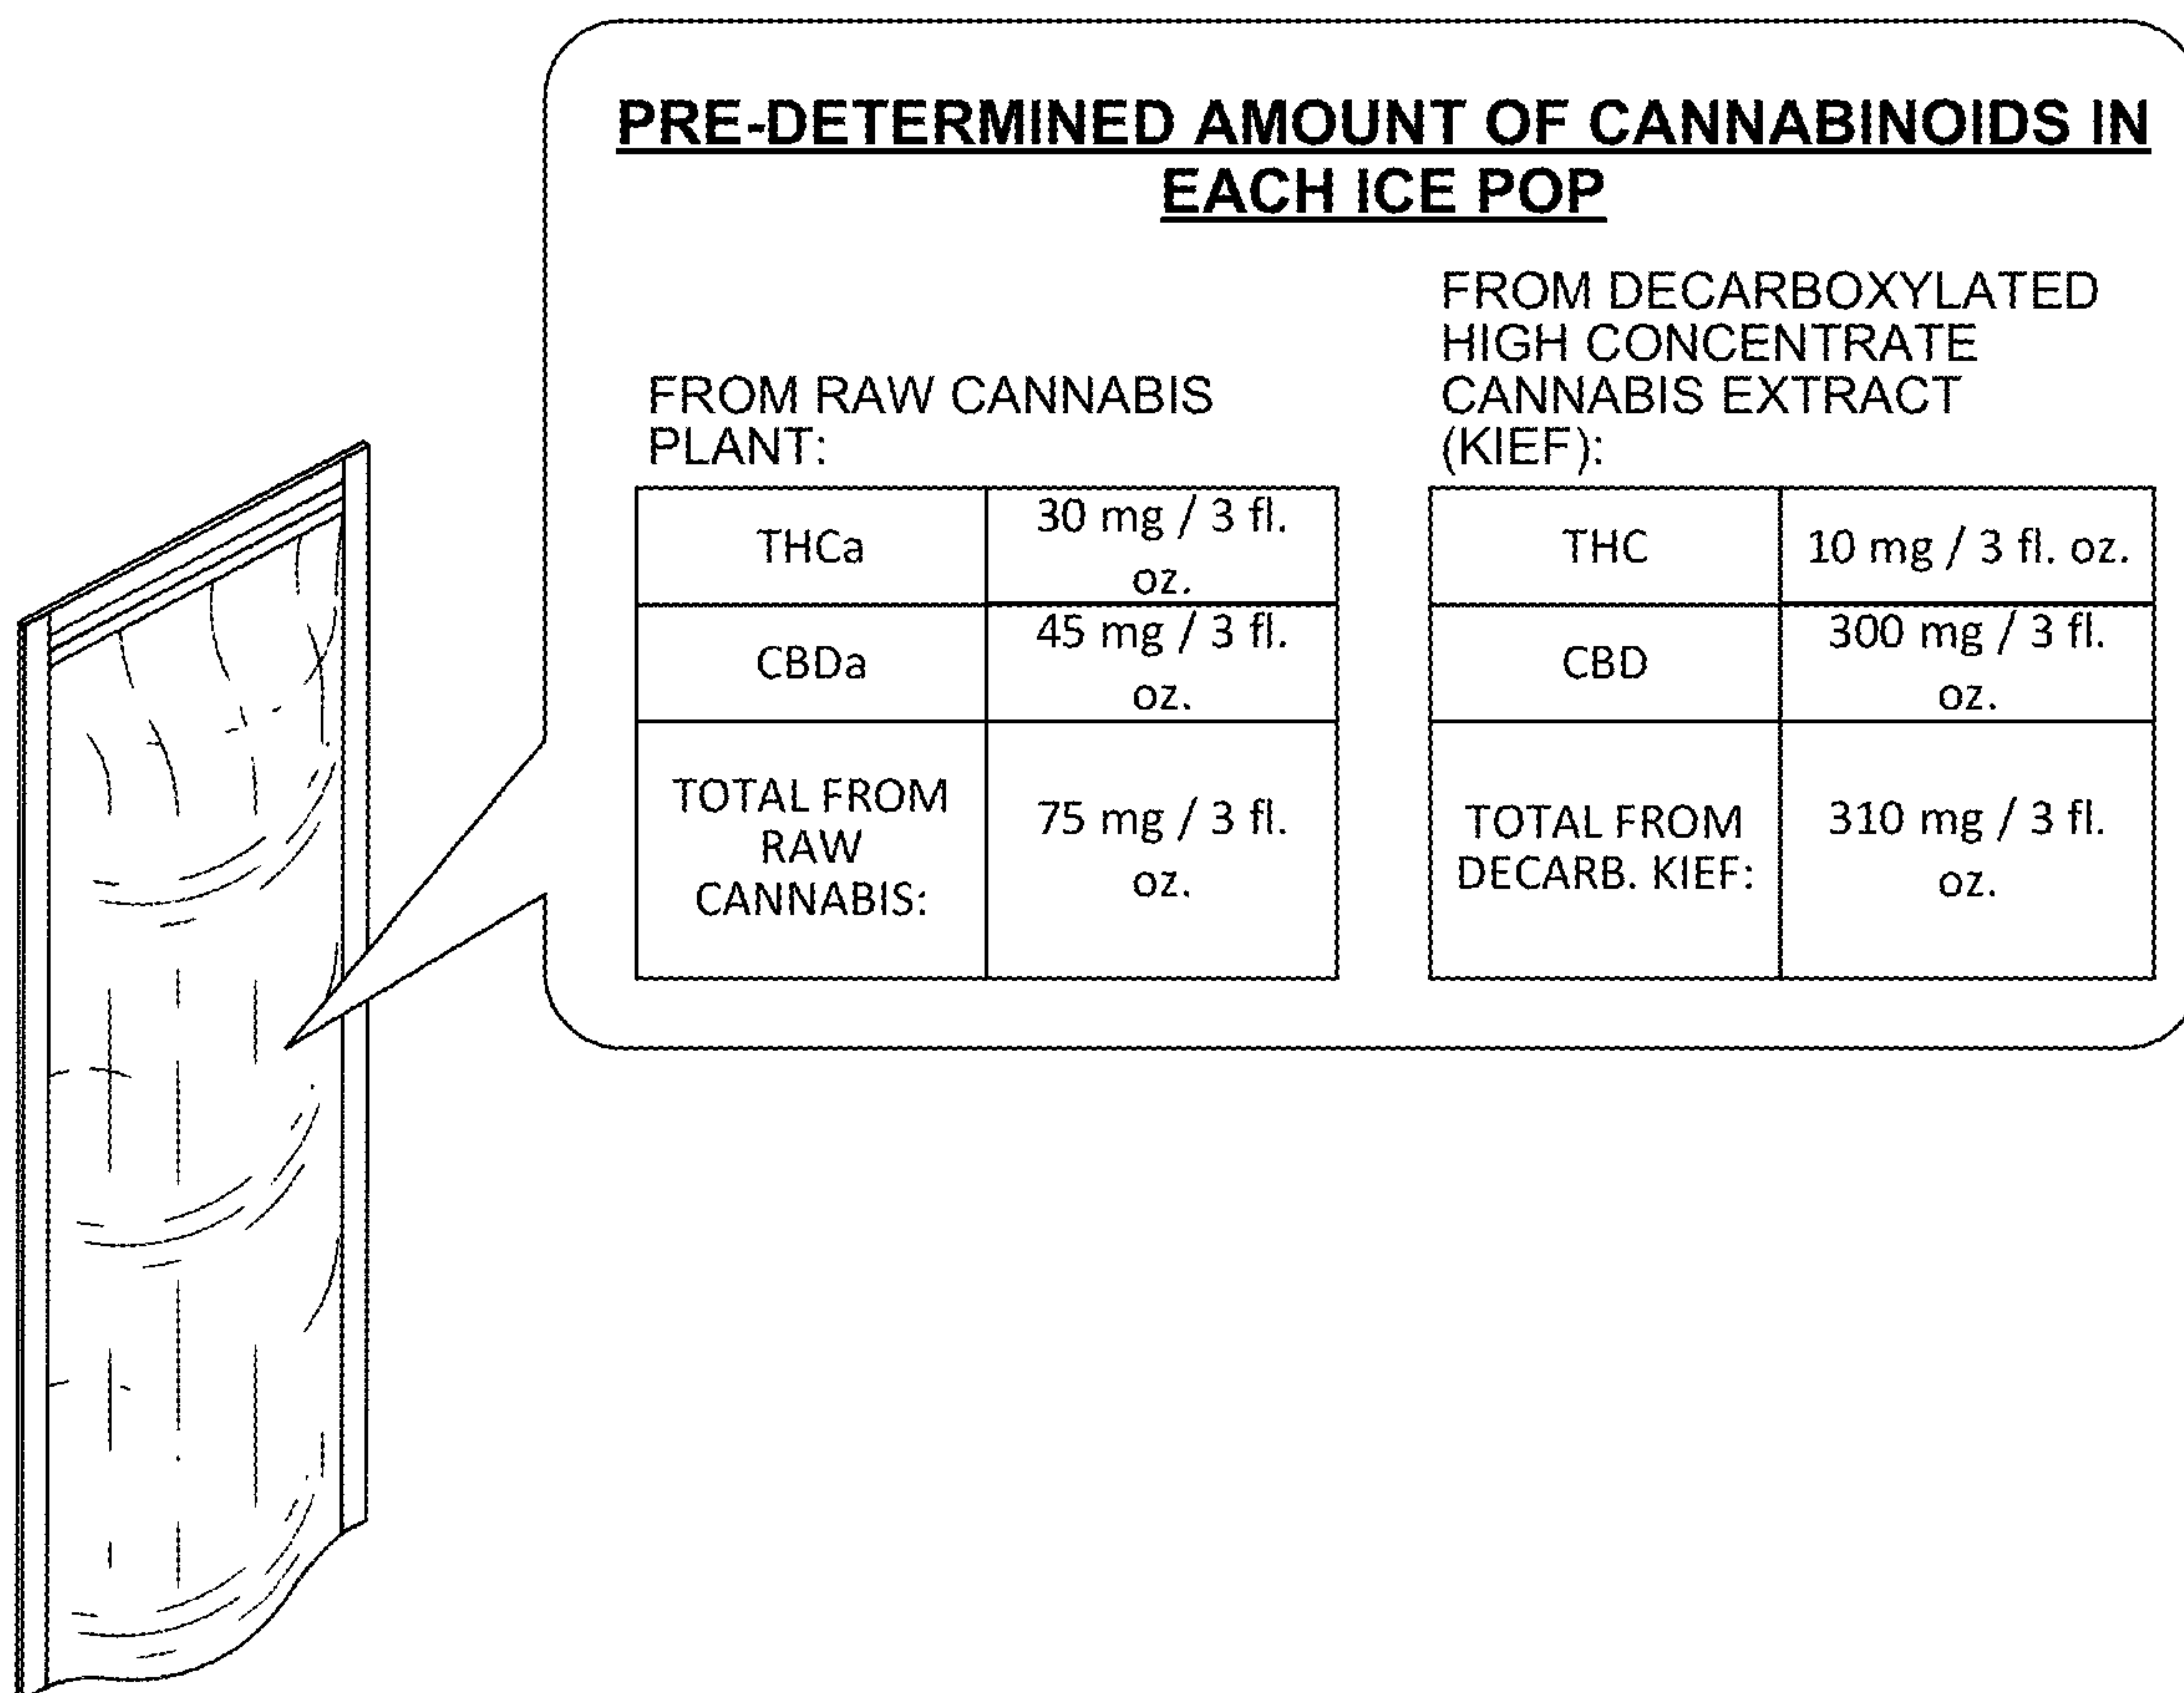 PRE-DETERMINED AMOUNT OF CANNABINOIDS IN
EACH ICE POP
FROM RAW CANNABIS
PLANT:
THCa
30 mg / 3 fl.
oz.
CBDa
45 mg / 3 fl.
oz.
TOTAL FROM
RAW
CANNABIS:
75 mg / 3 fl.
oz.
FROM DECARBOXYLATED
HIGH CONCENTRATE
CANNABIS EXTRACT
(KIEF):
THC
10 mg / 3 fl. oz.
CBD
300 mg / 3 fl.
oz.
TOTAL FROM
DECARB. KIEF:
310 mg / 3 fl.
oz.